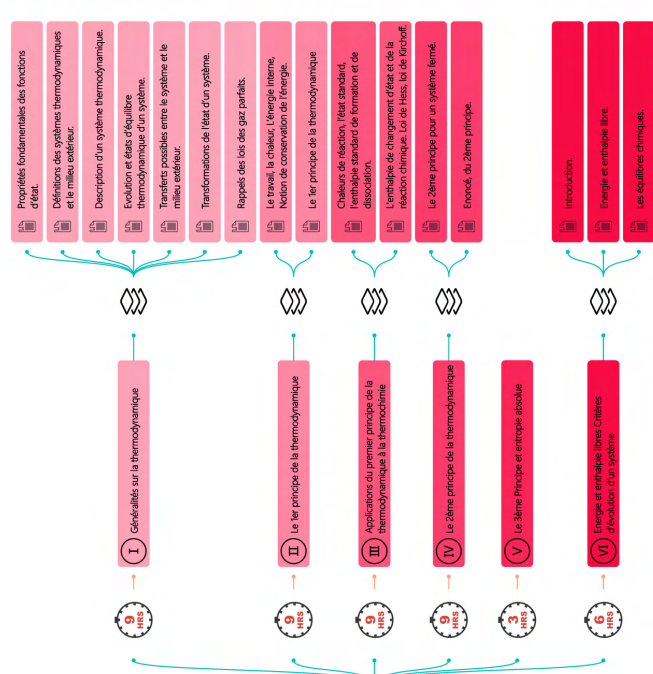 9
HRS
I
Généralités sur la thermodynamique
Propriétés fondamentales des fonctions
d'état.
Définitions des systèmes thermodynamiques
et le milieu extérieur.
Description d'un système thermodynamique.
Evolution et états d'équilibre
thermodynamique d'un système.
Transferts possibles entre le système et le
milieu extérieur.
Transformations de l'état d'un système.
Rappels des lois des gaz parfaits.
9
HRS
II
Le 1er principe de la thermodynamique
Le travail, la chaleur, L'énergie interne,
Notion de conservation de l'énergie.
Le 1er principe de la thermodynamique
9
HRS
III
Applications du premier principe de la
thermodynamique à la thermochimie
Chaleurs de réaction, l'état standard,
l'enthalpie standard de formation et de
dissociation.
L'enthalpie de changement d'état et de la
réaction chimique. Loi de Hess, loi de Kirchoff.
9
HRS
IV
Le 2ème principe de la thermodynamique
Le 2ème principe pour un système fermé.
Enoncé, du 2ème principe.
3
HRS
V
Le 3ème Principe et entropie absolue
6
HRS
VI
Energie et enthalpie libres Critères
d'évolution d'un système
Introduction.
Energie et enthalpie libre.
Les équilibres chimiques.